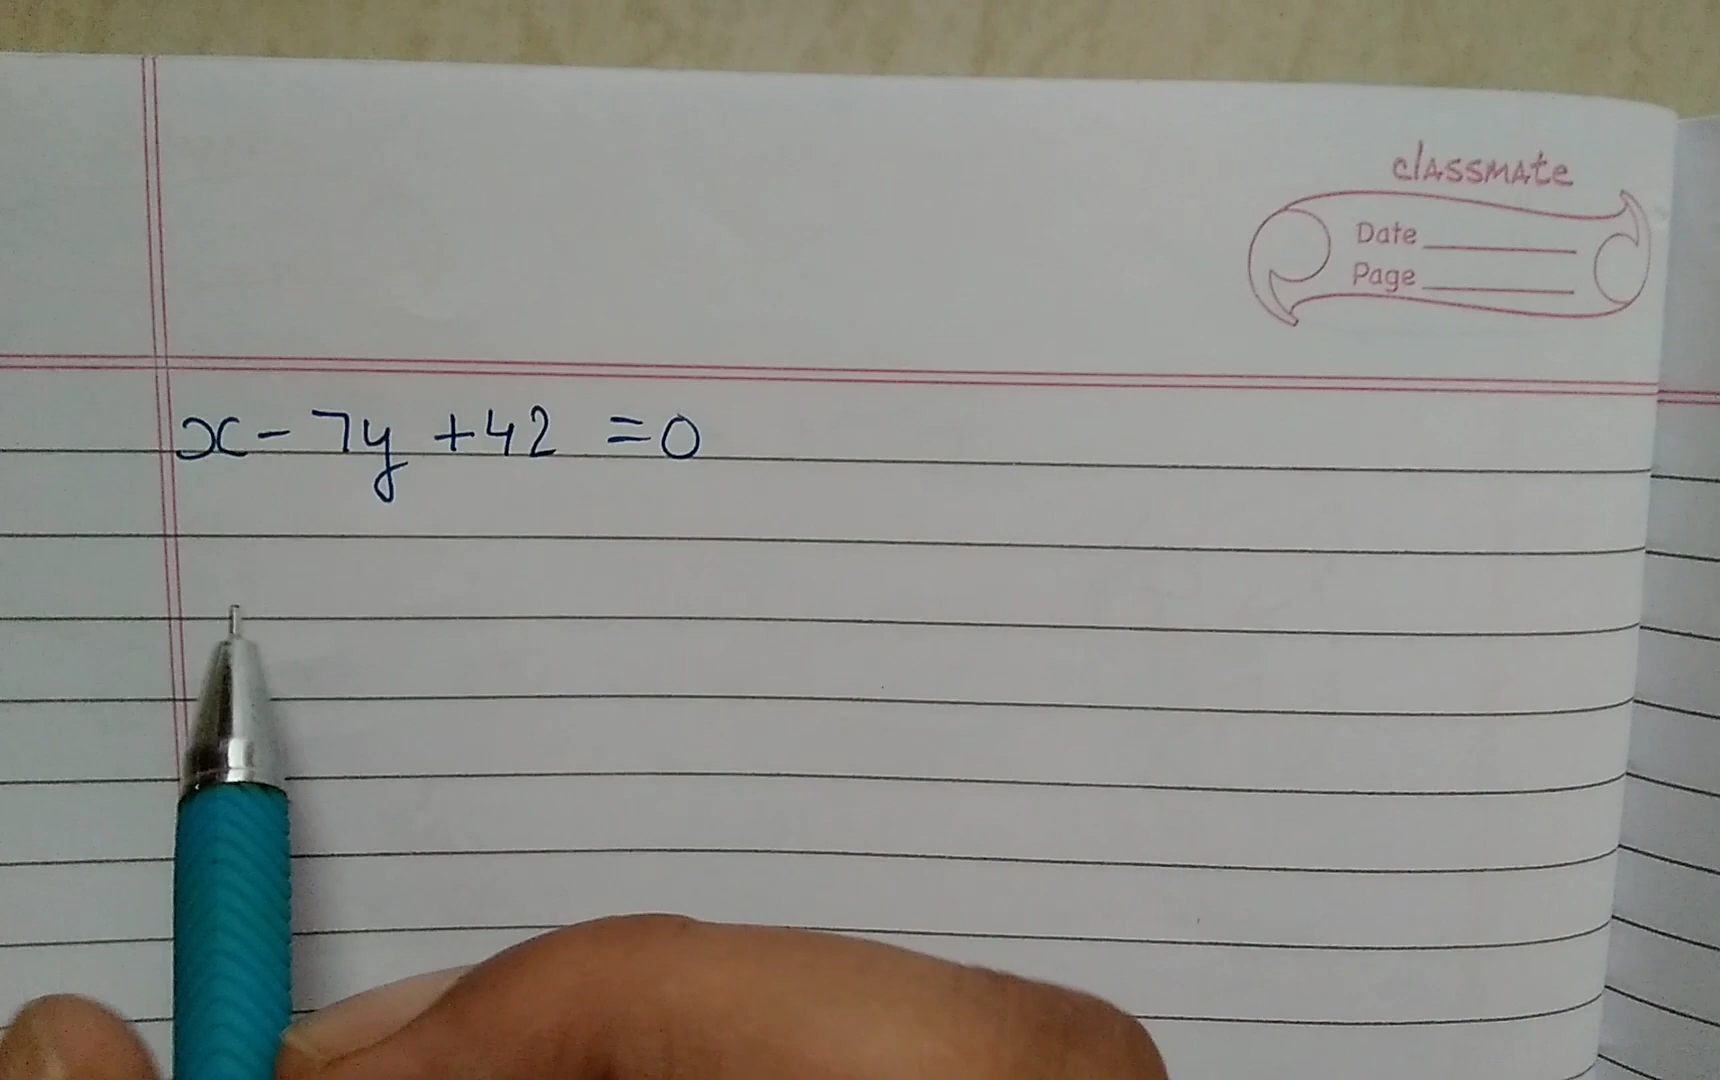 classmate
Date
Page
x - 7y + 42 = 0